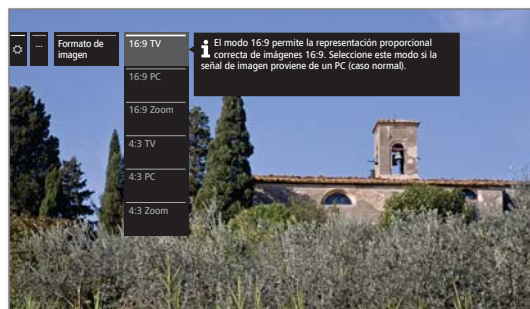 ...
Formato de
imagen
16:9 TV
16:9 PC
16:9 Zoom
4:3 TV
4:3 PC
4:3 Zoom
i El modo 16:9 permite la representación proporcional
correcta de imágenes 16:9. Seleccione este modo si la
señal de imagen proviene de un PC (caso normal).